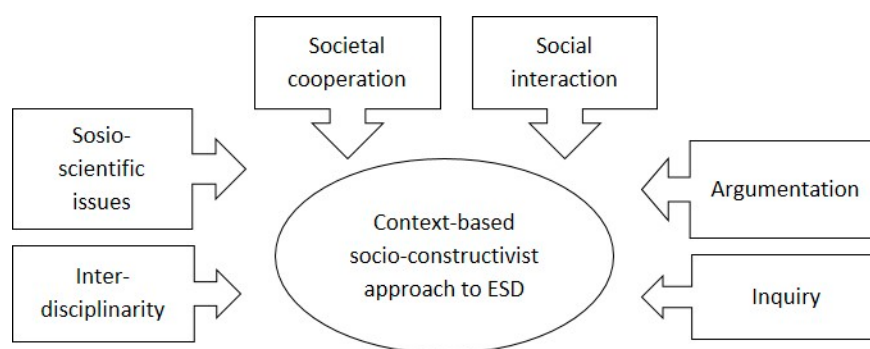 Societal
cooperation
Social
interaction
Sosio-
scientific
issues
Argumentation
Context-based
socio-constructivist
approach to ESD
Inter-
disciplinarity
Inquiry